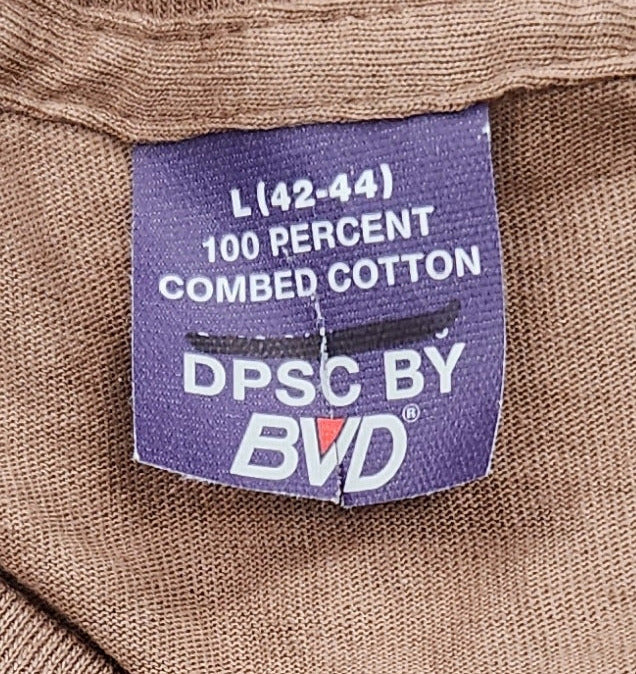 L (42-44)
100 PERCENT
COMBED COTTON
DPSC BY
BVD®